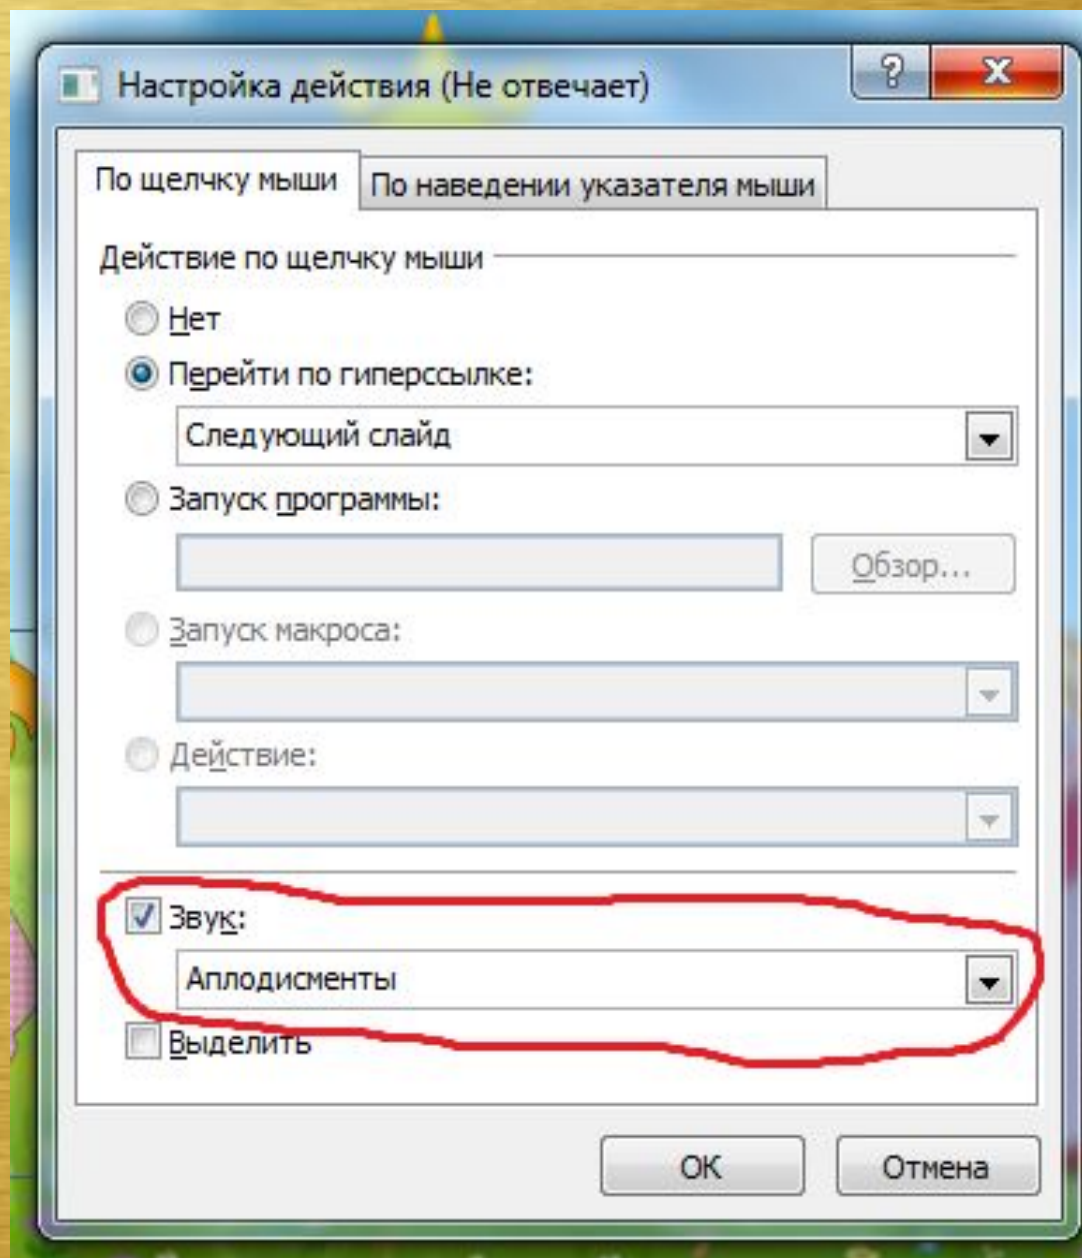 Настройка действия (Не отвечает)
По щелчку мыши
По наведении указателя мыши
Действие по щелчку мыши
Нет
Перейти по гиперссылке:
Следующий слайд
Запуск программы:
Обзор...
Запуск макроса:
Действие:
Звук:
Аплодисменты
Выделить
ОК
Отмена